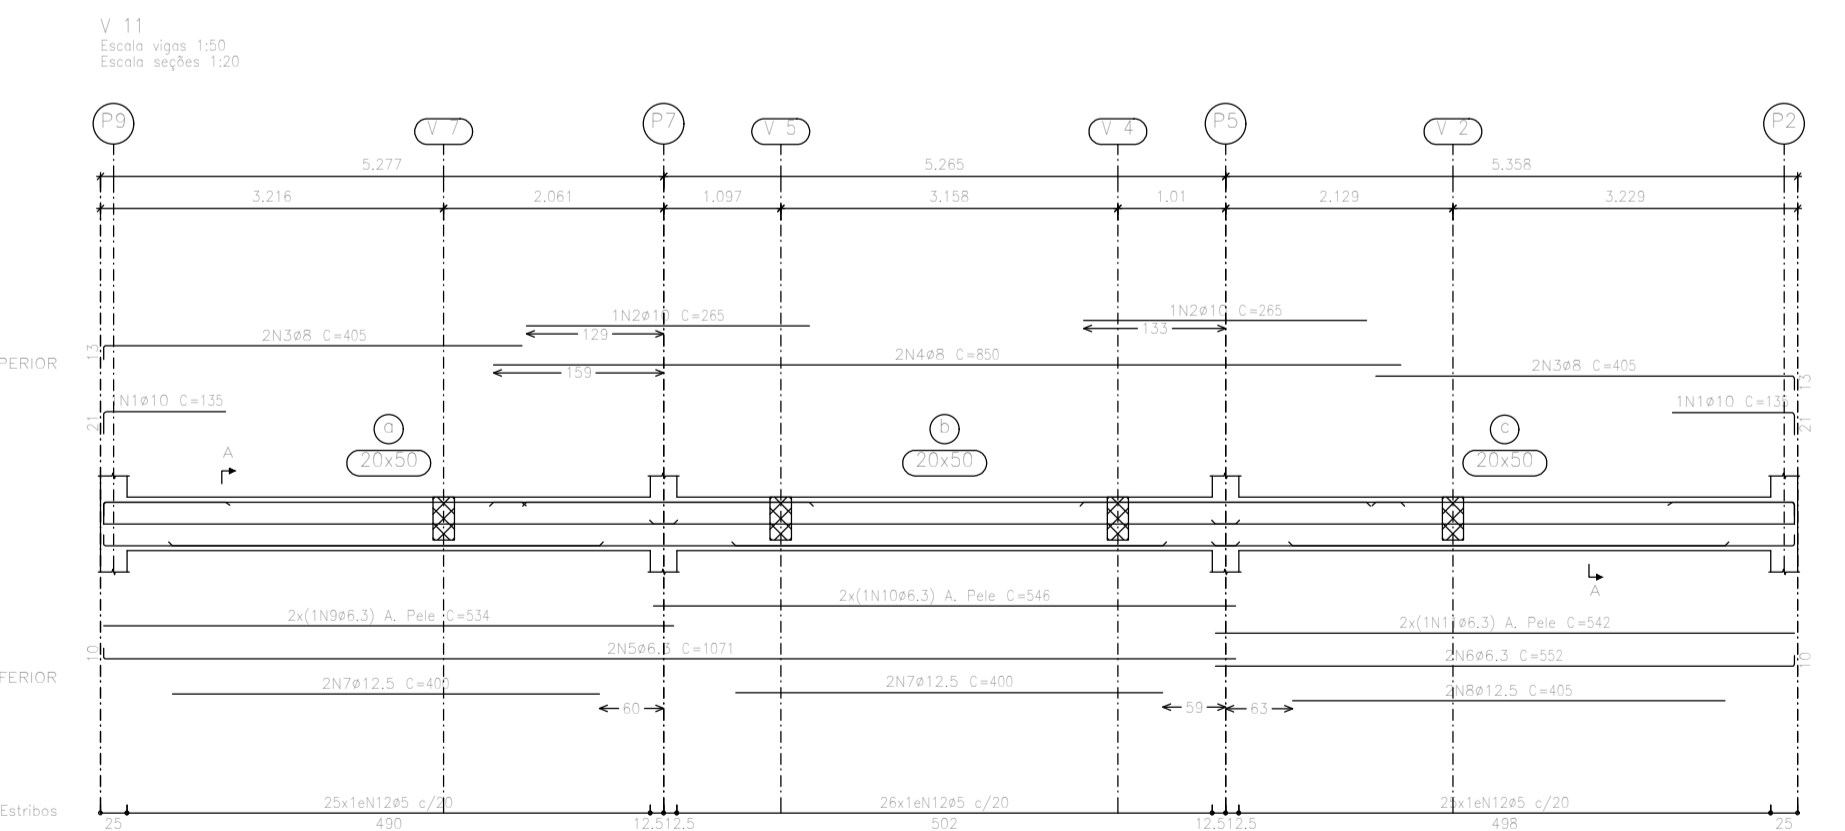 V 11
Escala vigas 1:50
Escala seções 1:20
P9 V 7 P7 V 5 V 4 P5 V 2 P2
5.277 5.265 5.358
3.216 2.061 1.097 3.158 1.01 2.129 3.229
1N2ø10 C=265 1N2ø10 C=265
129 133
2N3ø8 C=405
13
PERIOR
2N4ø8 C=850
159
2N3ø8 C=405
13
N1ø10 C=135 1N1ø10 C=135
21 21
a b c
20x50 20x50 20x50
A
A
2x(1N9ø6.3) A. Pele C=534
2x(1N10ø6.3) A. Pele C=546
2x(1N11ø6.3) A. Pele C=542
10 2N5ø6.3 C=1071
2N6ø6.3 C=552 10
FERIOR
2N7ø12.5 C=400 2N7ø12.5 C=400 2N8ø12.5 C=405
60 59 63
Estribos 25x1eN12ø5 c/20 26x1eN12ø5 c/20 25x1eN12ø5 c/20
25 490 12.5 12.5 502 12.5 12.5 498 25